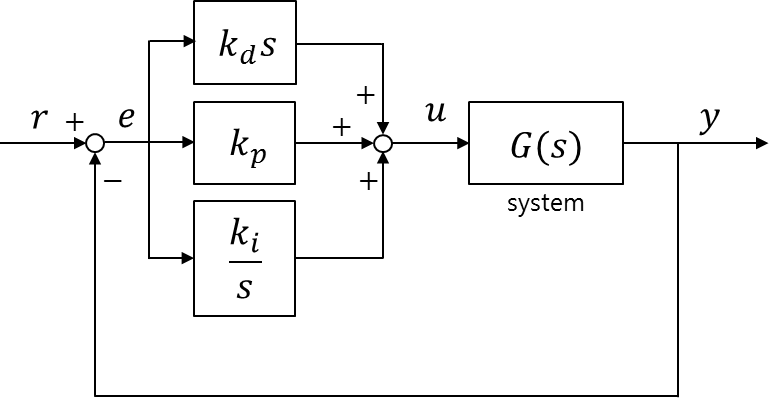 k_d s
r + e + u y
− k_p + G(s)
+ system
k_i
s